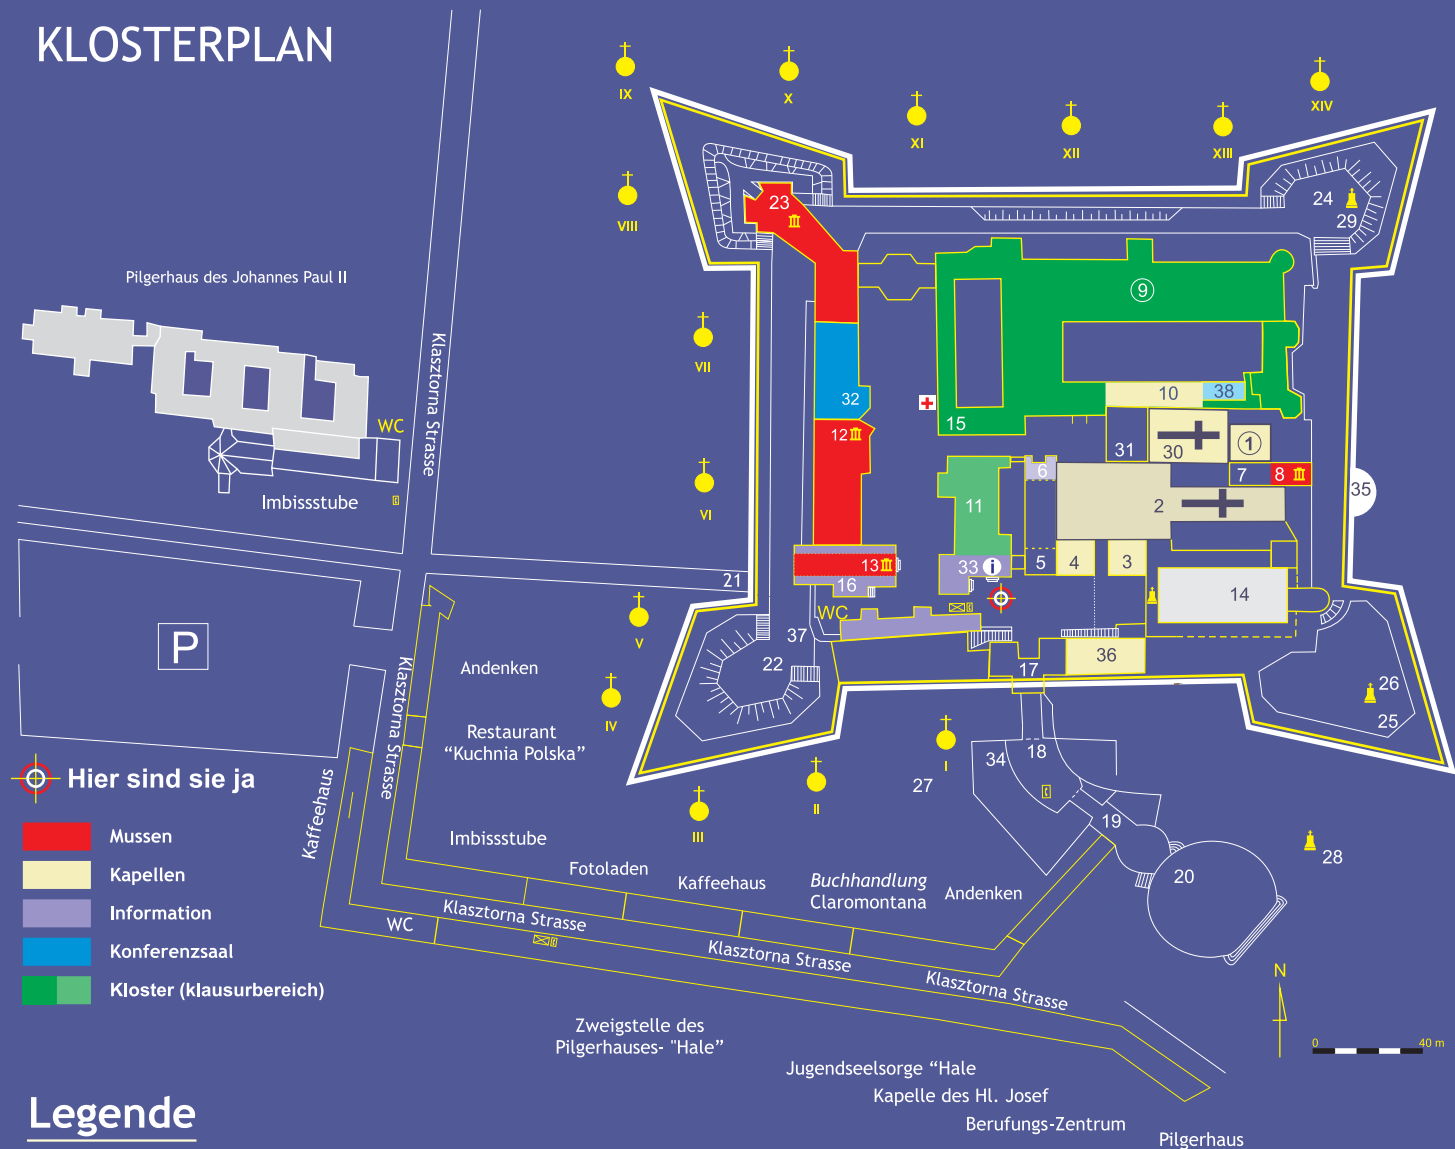 KLOSTERPLAN
IX
X
XI
XII
XIII
XIV
VIII
VII
VI
V
IV
III
II
I
23
24
29
9
32
12
15
10
38
31
30
1
6
7
8
35
11
2
13
16
33
i
5
4
3
14
WC
21
37
22
17
36
26
25
34
18
27
19
20
28
Pilgerhaus des Johannes Paul II
WC
Imbissstube
Klasztorna Strasse
P
Klasztorna Strasse
Andenken
Restaurant
“Kuchnia Polska”
Imbissstube
Kaffeehaus
Fotoladen
Kaffeehaus
Buchhandlung
Claromontana
Andenken
WC
Klasztorna Strasse
Klasztorna Strasse
Klasztorna Strasse
Hier sind sie ja
Mussen
Kapellen
Information
Konferenzsaal
Kloster (klausurbereich)
Zweigstelle des
Pilgerhauses- "Hale”
Jugendseelsorge “Hale
Kapelle des Hl. Josef
Berufungs-Zentrum
Pilgerhaus
N
0 40 m
Legende